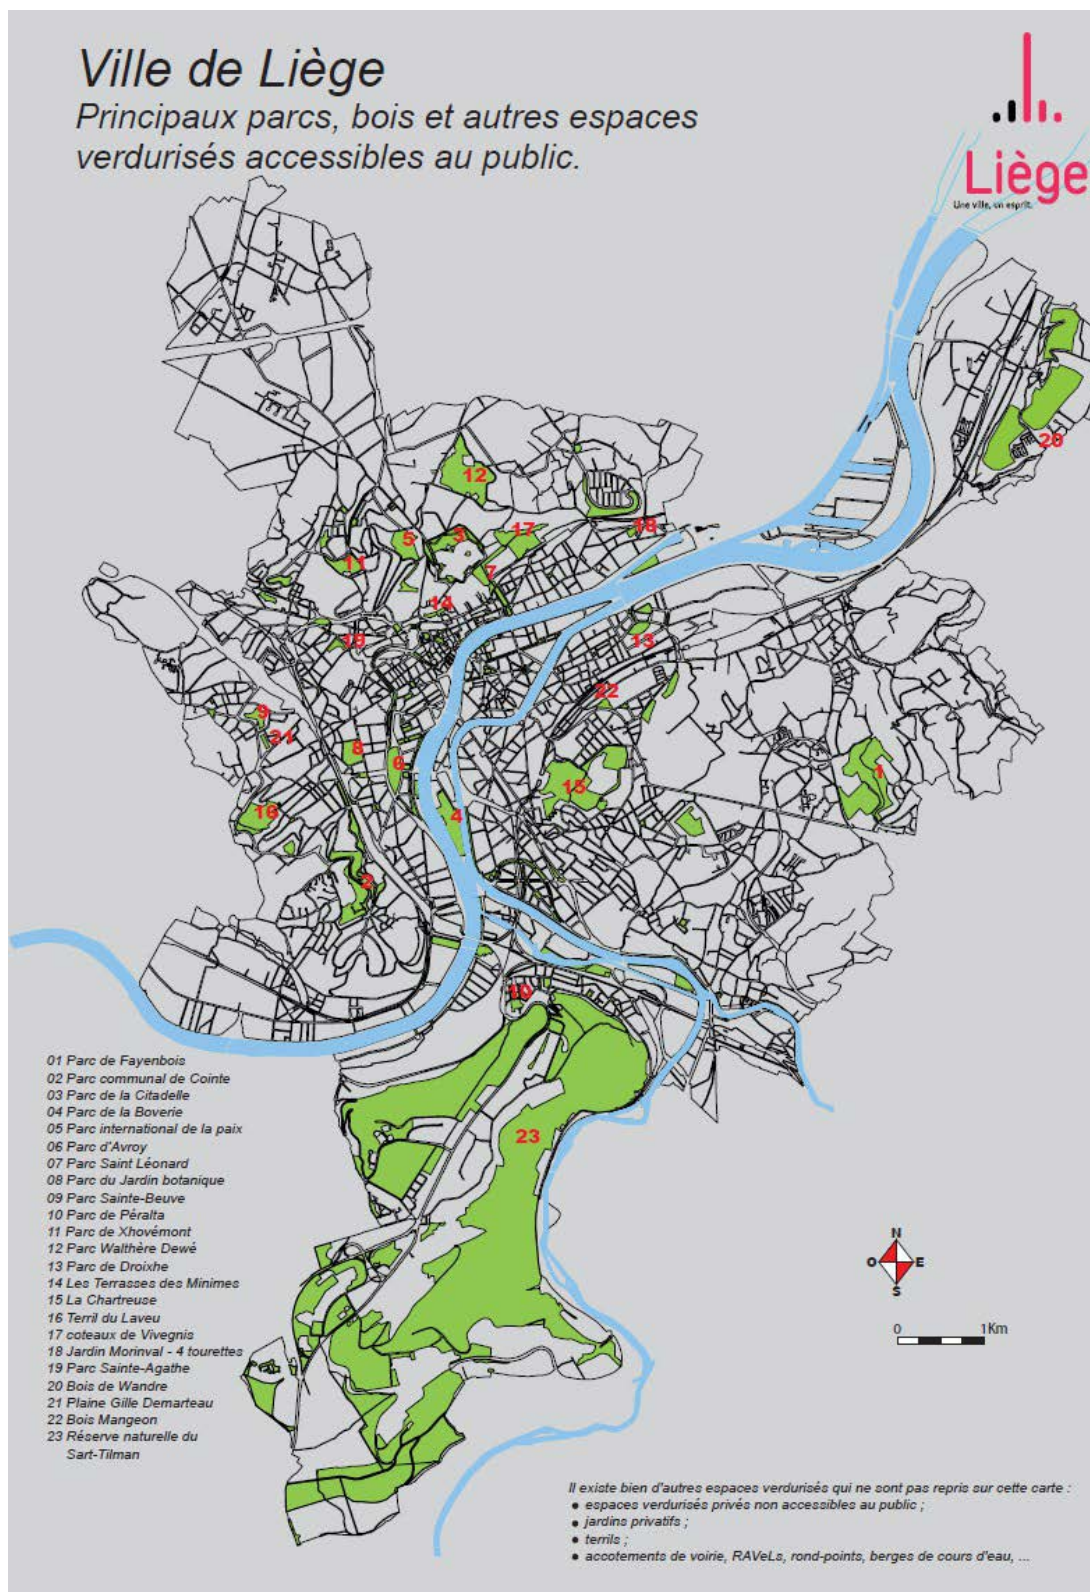 Ville de Liège
Principaux parcs, bois et autres espaces
verdurisés accessibles au public.
Liège
Une ville, un esprit.
20
12
17
18
5
3
11
7
14
13
19
22
9
21
8
6
1
15
16
4
2
10
23
01 Parc de Fayenbois
02 Parc communal de Cointe
03 Parc de la Citadelle
04 Parc de la Boverie
05 Parc international de la paix
06 Parc d'Avroy
07 Parc Saint Léonard
08 Parc du Jardin botanique
09 Parc Sainte-Beuve
10 Parc de Péralta
11 Parc de Xhovémont
12 Parc Walthère Dewé
13 Parc de Droixhe
14 Les Terrasses des Minimes
15 La Chartreuse
16 Terril du Laveu
17 coteaux de Vivegnis
18 Jardin Morinval - 4 tourettes
19 Parc Sainte-Agathe
20 Bois de Wandre
21 Plaine Gille Demarteau
22 Bois Mangeon
23 Réserve naturelle du
Sart-Tilman
N
O E
S
0 1Km
Il existe bien d'autres espaces verdurisés qui ne sont pas repris sur cette carte :
• espaces verdurisés privés non accessibles au public ;
• jardins privatifs ;
• terrils ;
• accotements de voirie, RAVeLs, rond-points, berges de cours d'eau, ...